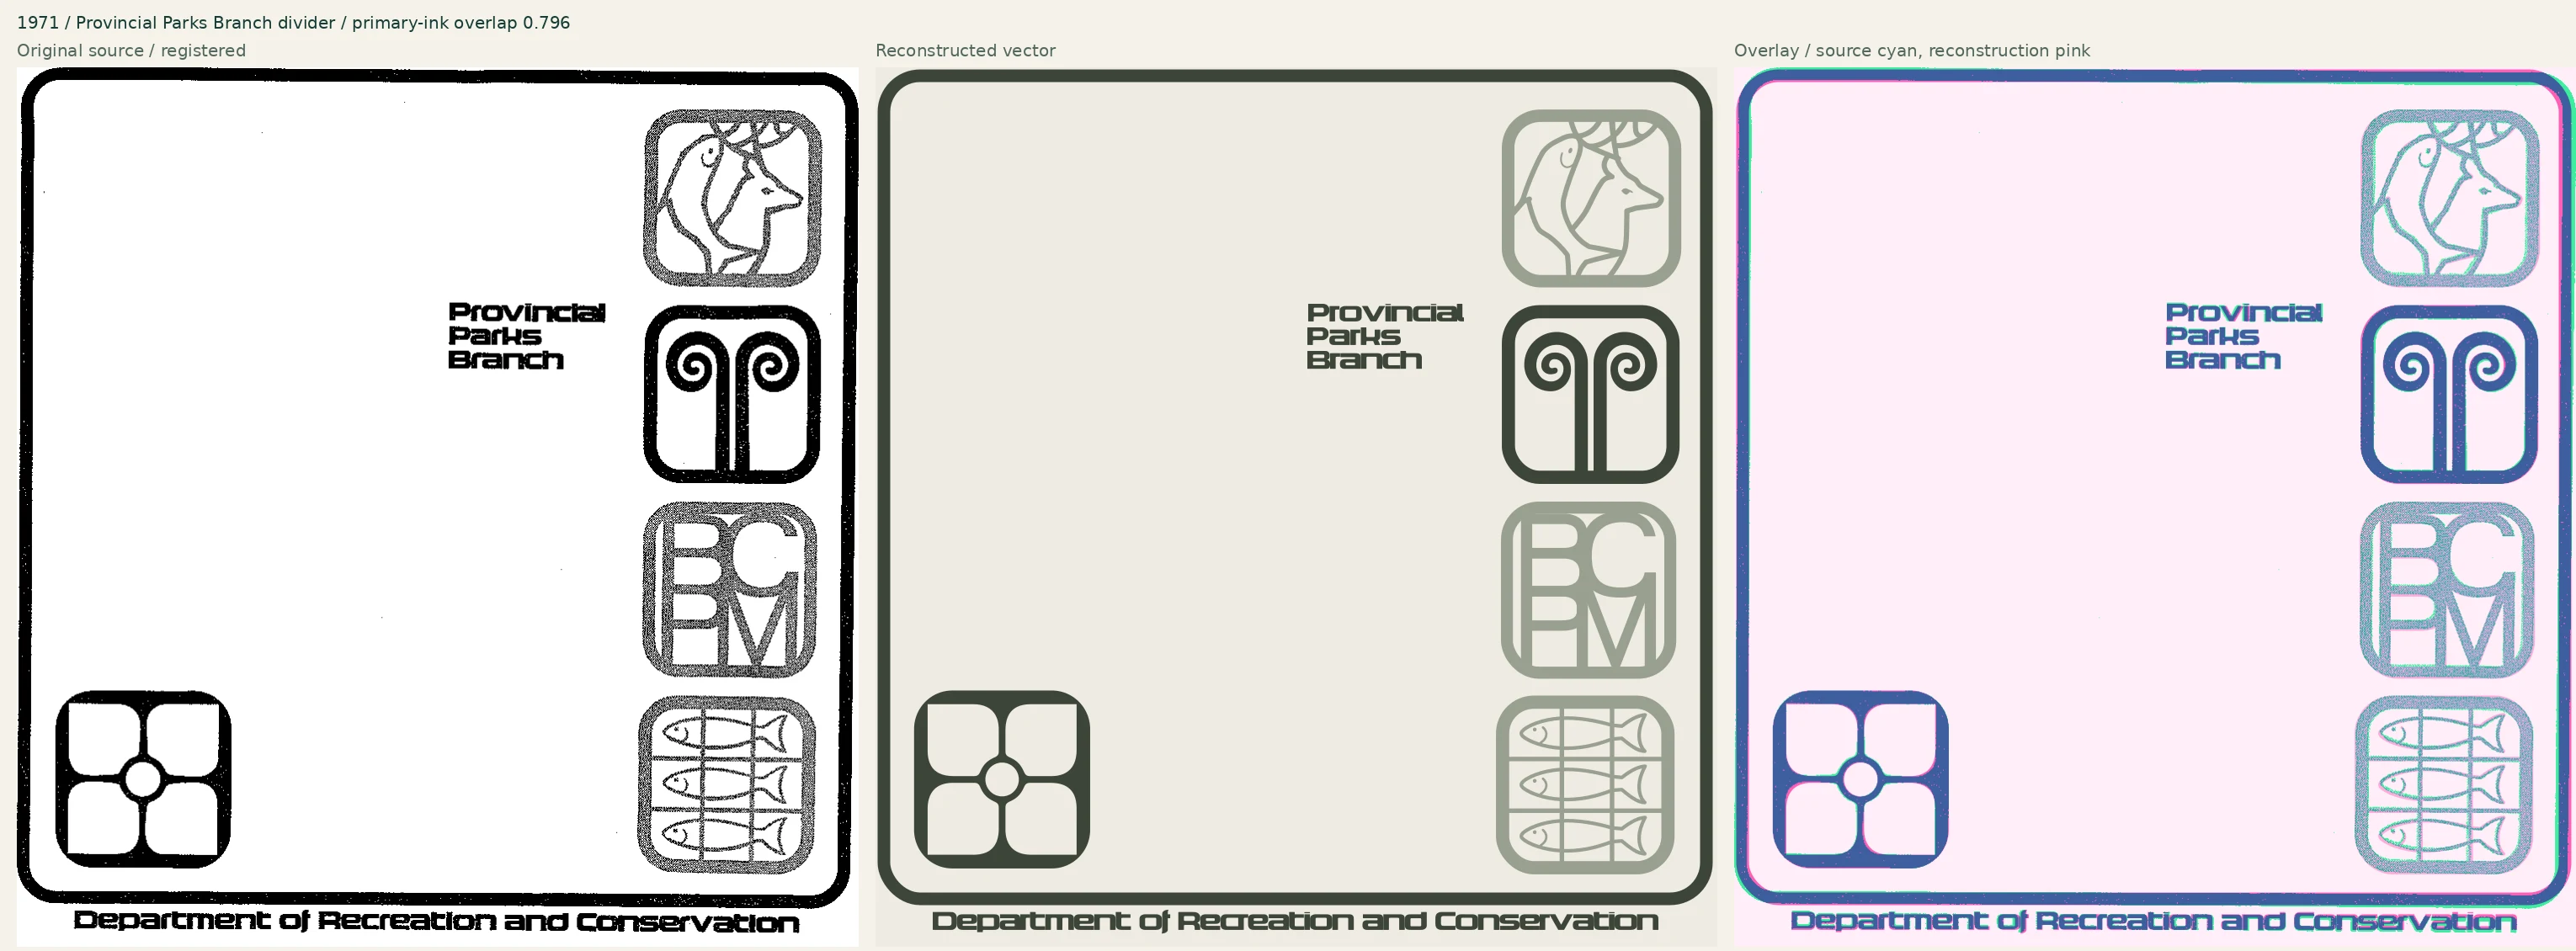 1971 / Provincial Parks Branch divider / primary-ink overlap 0.796
Original source / registered
Reconstructed vector
Overlay / source cyan, reconstruction pink
Provincial
Parks
Branch
BC
PM
Department of Recreation and Conservation
Provincial
Parks
Branch
BC
PM
Department of Recreation and Conservation
Provincial
Parks
Branch
BC
PM
Department of Recreation and Conservation